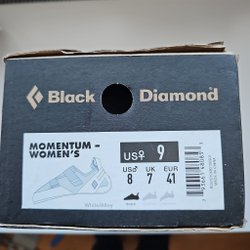 Black Diamond
MOMENTUM –
WOMEN'S
US♀ 9
US♂ UK EUR
8 7 41